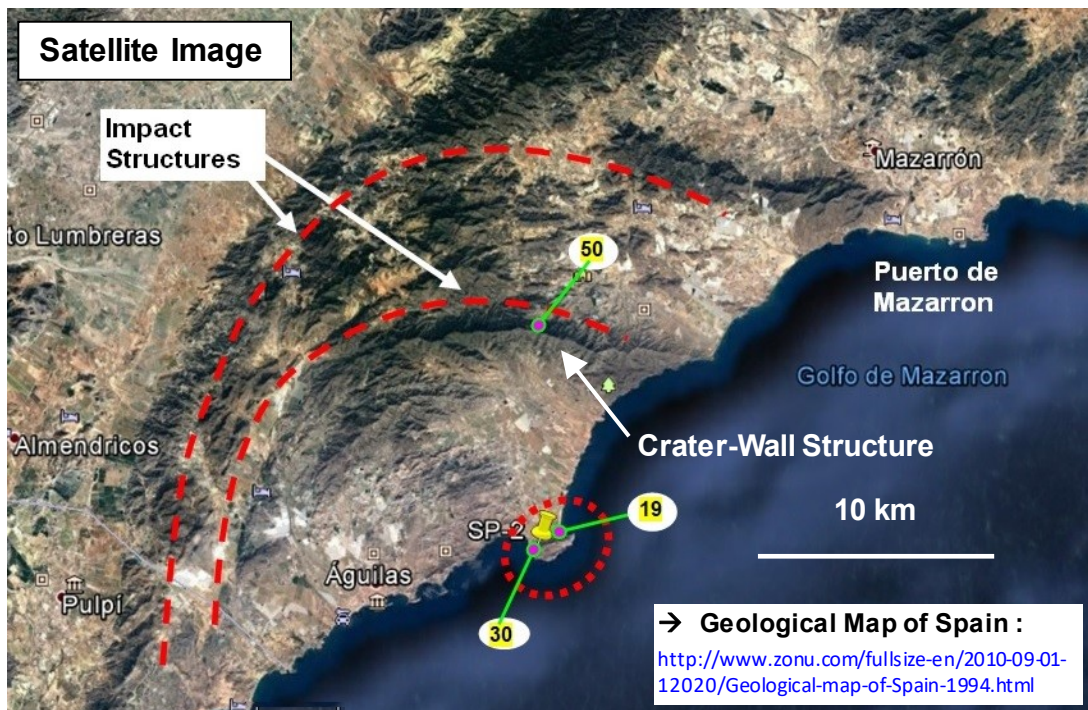 Satellite Image
Impact
Structures
Mazarrón
to Lumbreras
50
Puerto de
Mazarron
Golfo de Mazarron
Almendricos
Crater-Wall Structure
19
10 km
SP-2
Águilas
Pulpí
30
→ Geological Map of Spain :
http://www.zonu.com/fullsize-en/2010-09-01-
12020/Geological-map-of-Spain-1994.html